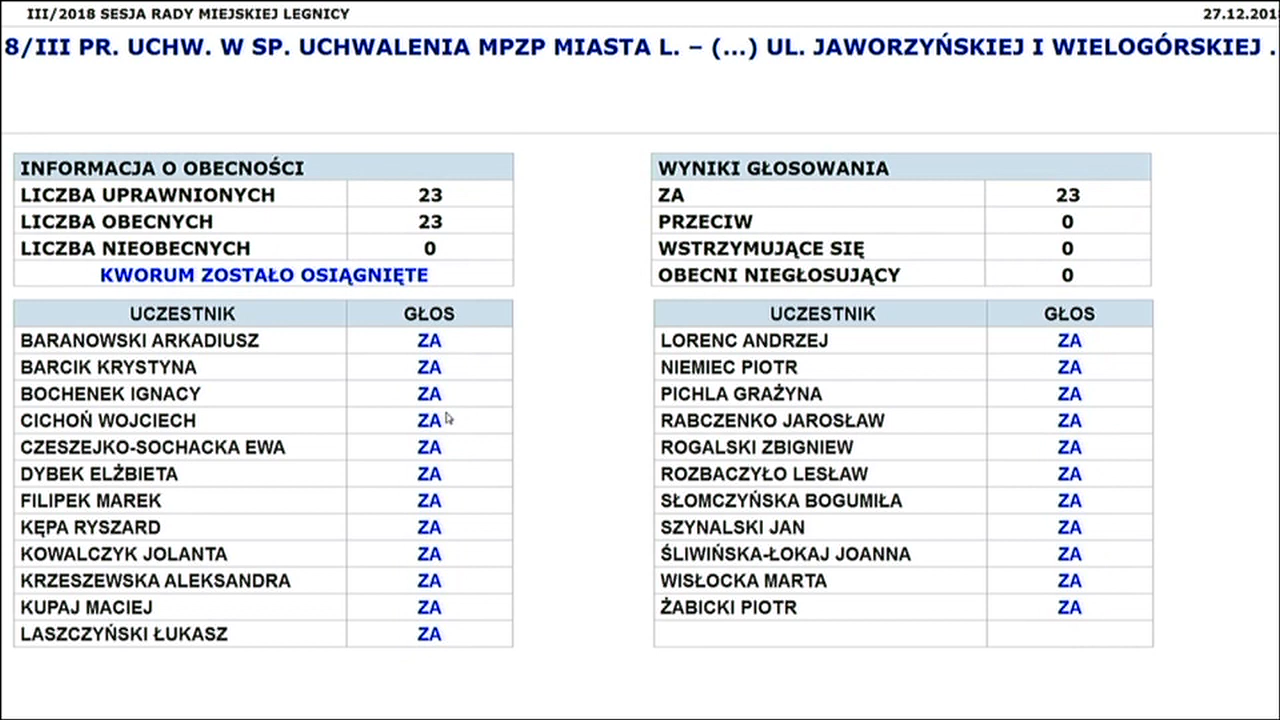 III/2018 SESJA RADY MIEJSKIEJ LEGNICY 27.12.201
8/III PR. UCHW. W SP. UCHWALENIA MPZP MIASTA L. – (...) UL. JAWORZYŃSKIEJ I WIELOGÓRSKIEJ .
INFORMACJA O OBECNOŚCI
LICZBA UPRAWNIONYCH 23
LICZBA OBECNYCH 23
LICZBA NIEOBECNYCH 0
KWORUM ZOSTAŁO OSIĄGNIĘTE
WYNIKI GŁOSOWANIA
ZA 23
PRZECIW 0
WSTRZYMUJĄCE SIĘ 0
OBECNI NIEGŁOSUJĄCY 0
UCZESTNIK GŁOS
BARANOWSKI ARKADIUSZ ZA
BARCIK KRYSTYNA ZA
BOCHENEK IGNACY ZA
CICHOŃ WOJCIECH ZA
CZESZEJKO-SOCHACKA EWA ZA
DYBEK ELŻBIETA ZA
FILIPEK MAREK ZA
KĘPA RYSZARD ZA
KOWALCZYK JOLANTA ZA
KRZESZEWSKA ALEKSANDRA ZA
KUPAJ MACIEJ ZA
LASZCZYŃSKI ŁUKASZ ZA
UCZESTNIK GŁOS
LORENC ANDRZEJ ZA
NIEMIEC PIOTR ZA
PICHLA GRAŻYNA ZA
RABCZENKO JAROSŁAW ZA
ROGALSKI ZBIGNIEW ZA
ROZBACZYŁO LESŁAW ZA
SŁOMCZYŃSKA BOGUMIŁA ZA
SZYNALSKI JAN ZA
ŚLIWIŃSKA-ŁOKAJ JOANNA ZA
WISŁOCKA MARTA ZA
ŻABICKI PIOTR ZA